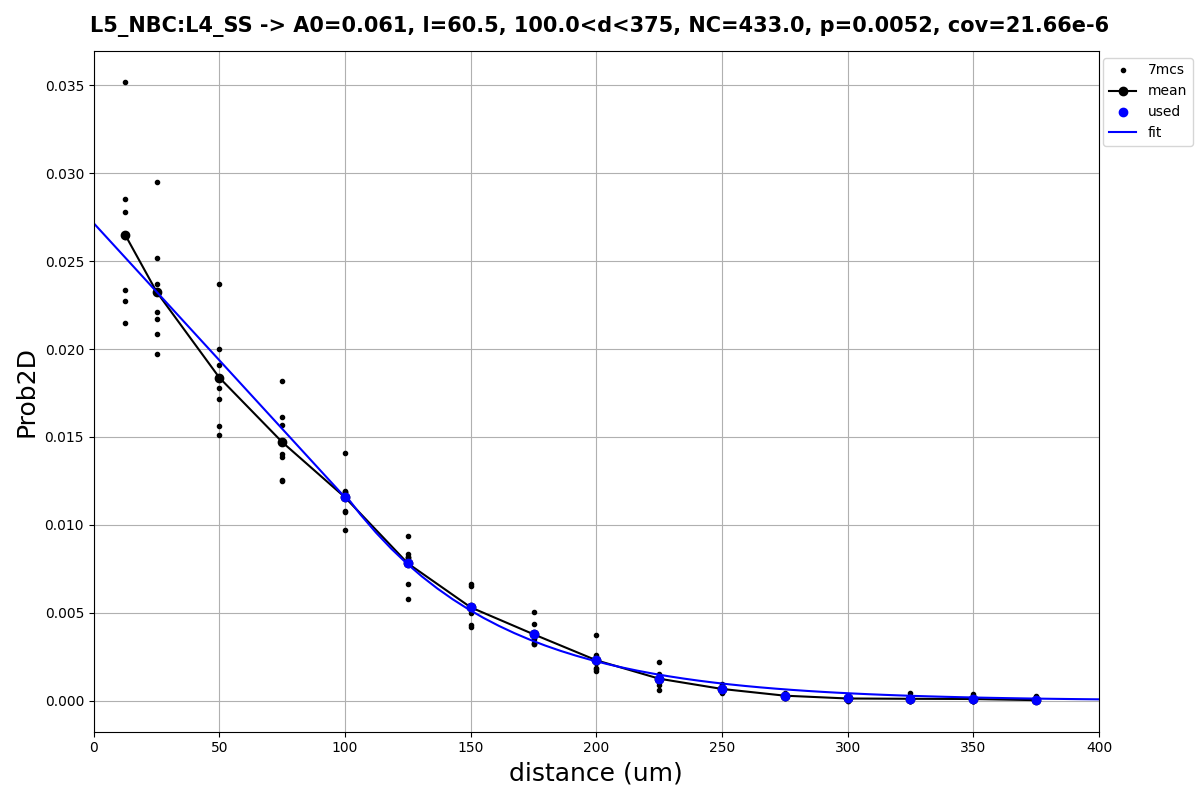 L5_NBC:L4_SS -> A0=0.061, l=60.5, 100.0<d<375, NC=433.0, p=0.0052, cov=21.66e-6
7mcs
mean
used
fit
Prob2D
0.035
0.030
0.025
0.020
0.015
0.010
0.005
0.000
0
50
100
150
200
250
300
350
400
distance (um)